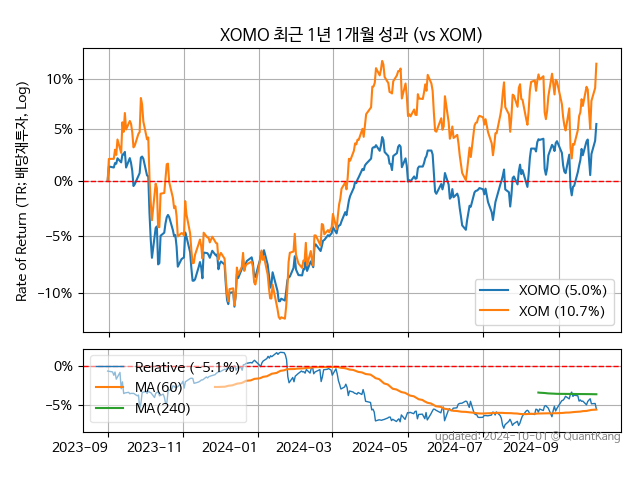 XOMO 최근 1년 1개월 성과 (vs XOM)
Rate of Return (TR: 배당재투자, Log)
10%
5%
0%
−5%
−10%
XOMO (5.0%)
XOM (10.7%)
0%
−5%
Relative (−5.1%)
MA(60)
MA(240)
2023-09
2023-11
2024-01
2024-03
2024-05
2024-07
2024-09
updated: 2024-10-01 © QuantKang